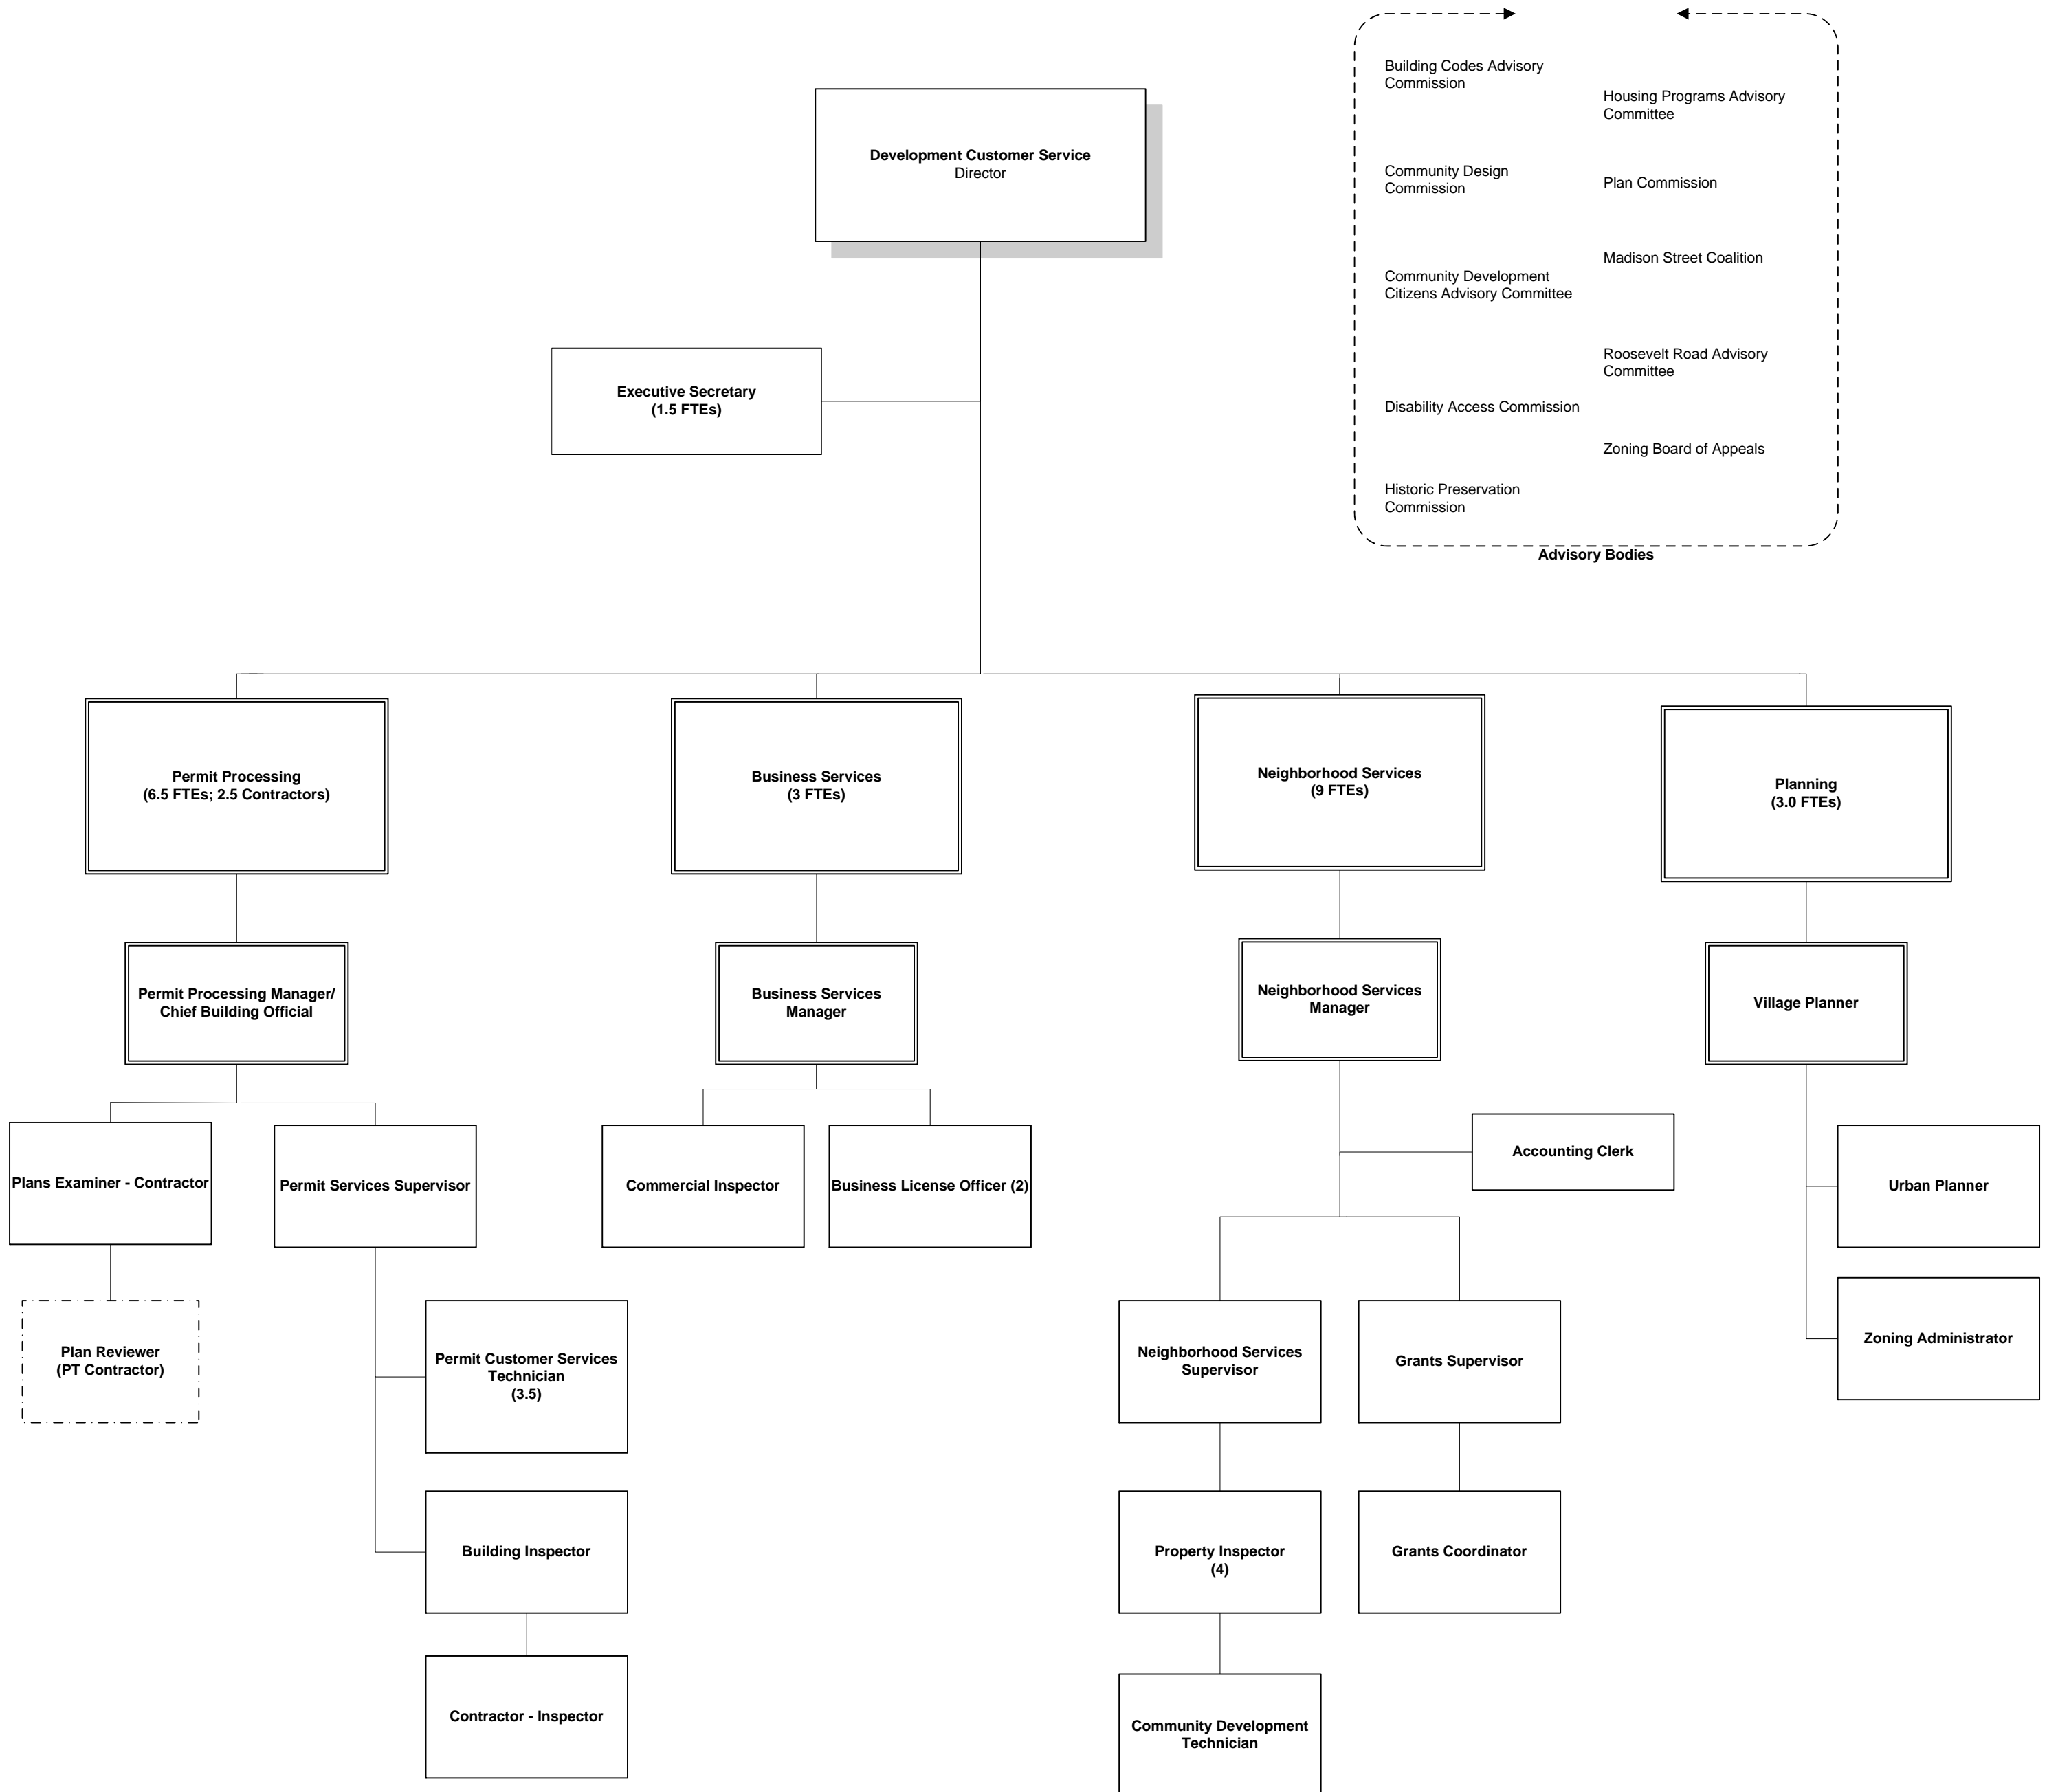 Building Codes Advisory
Commission
Housing Programs Advisory
Committee
Development Customer Service
Director
Community Design
Commission
Plan Commission
Madison Street Coalition
Community Development
Citizens Advisory Committee
Roosevelt Road Advisory
Committee
Executive Secretary
(1.5 FTEs)
Disability Access Commission
Zoning Board of Appeals
Historic Preservation
Commission
Advisory Bodies
Permit Processing
(6.5 FTEs; 2.5 Contractors)
Business Services
(3 FTEs)
Neighborhood Services
(9 FTEs)
Planning
(3.0 FTEs)
Permit Processing Manager/
Chief Building Official
Business Services
Manager
Neighborhood Services
Manager
Village Planner
Plans Examiner - Contractor
Permit Services Supervisor
Commercial Inspector
Business License Officer (2)
Accounting Clerk
Urban Planner
Plan Reviewer
(PT Contractor)
Permit Customer Services
Technician
(3.5)
Neighborhood Services
Supervisor
Grants Supervisor
Zoning Administrator
Building Inspector
Property Inspector
(4)
Grants Coordinator
Contractor - Inspector
Community Development
Technician